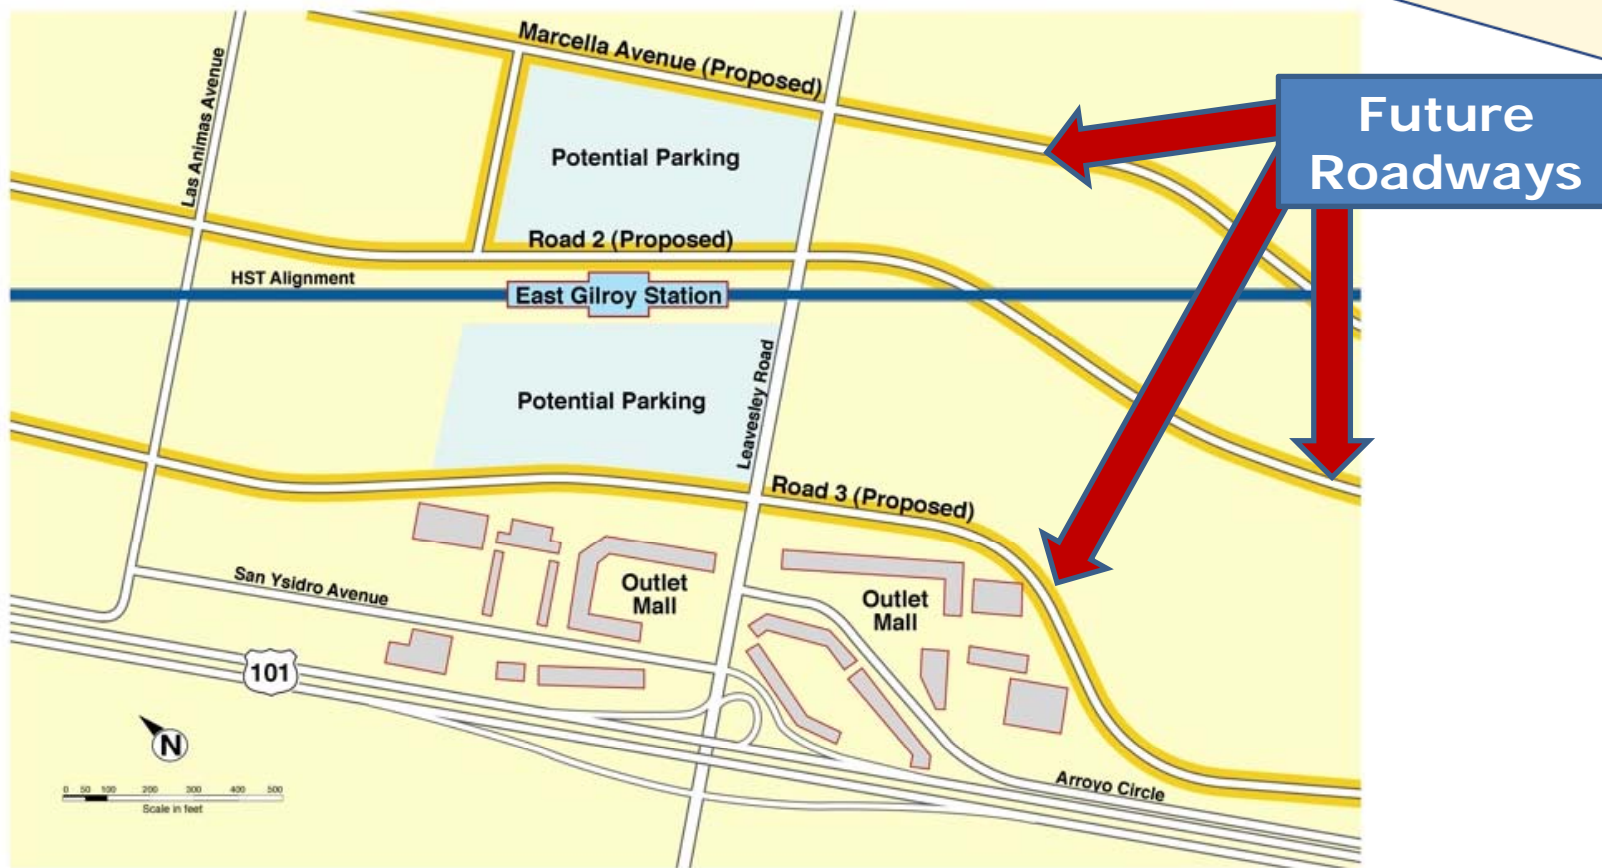 Marcella Avenue (Proposed)
Las Animas Avenue
Future
Roadways
Potential Parking
Road 2 (Proposed)
HST Alignment
East Gilroy Station
Potential Parking
Leavesley Road
Road 3 (Proposed)
San Ysidro Avenue
Outlet
Mall
Outlet
Mall
101
N
Arroyo Circle
0 50 100 200 300 400 500
Scale in feet